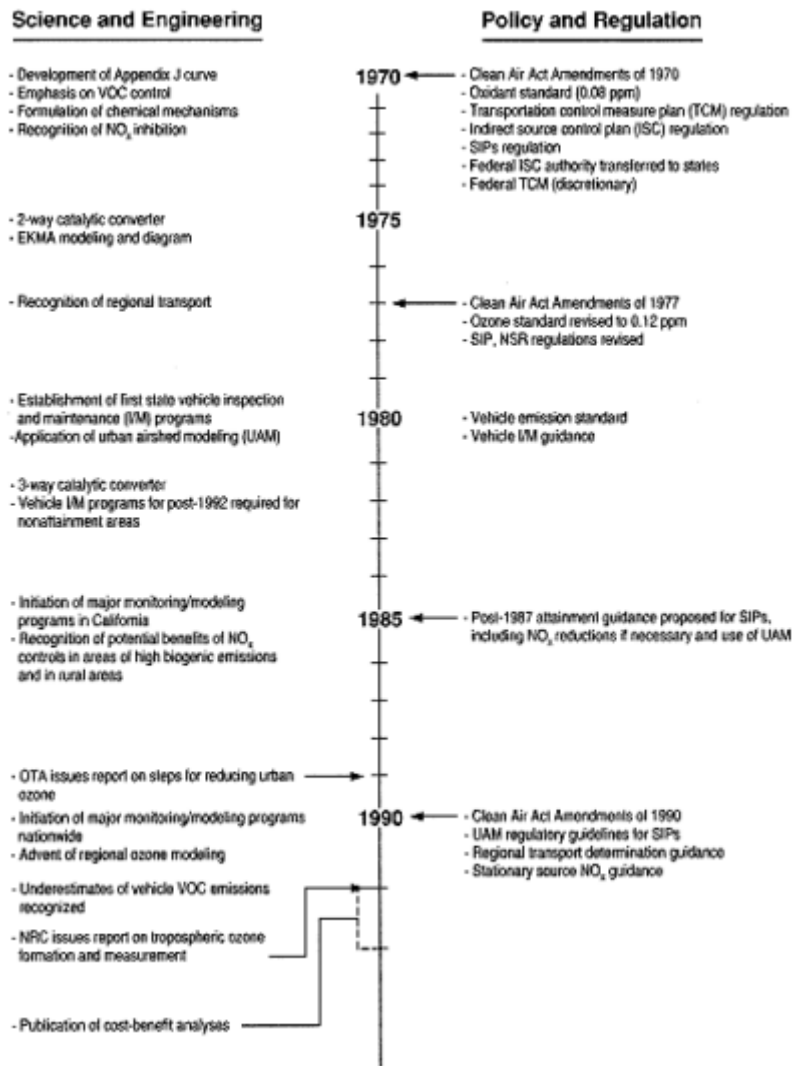 Science and Engineering
Policy and Regulation
- Development of Appendix J curve
- Emphasis on VOC control
- Formulation of chemical mechanisms
- Recognition of NOx inhibition
1970
- Clean Air Act Amendments of 1970
- Oxidant standard (0.08 ppm)
- Transportation control measure plan (TCM) regulation
- Indirect source control plan (ISC) regulation
- SIPs regulation
- Federal ISC authority transferred to states
- Federal TCM (discretionary)
- 2-way catalytic converter
- EKMA modeling and diagram
1975
- Recognition of regional transport
- Clean Air Act Amendments of 1977
- Ozone standard revised to 0.12 ppm
- SIP, NSR regulations revised
- Establishment of first state vehicle inspection
and maintenance (I/M) programs
-Application of urban airshed modeling (UAM)
1980
- Vehicle emission standard
- Vehicle I/M guidance
- 3-way catalytic converter
- Vehicle I/M programs for post-1992 required for
nonattainment areas
- Initiation of major monitoring/modeling
programs in California
- Recognition of potential benefits of NOx
controls in areas of high biogenic emissions
and in rural areas
1985
- Post-1987 attainment guidance proposed for SIPs,
including NOx reductions if necessary and use of UAM
- OTA issues report on steps for reducing urban
ozone
- Initiation of major monitoring/modeling programs
nationwide
- Advent of regional ozone modeling
1990
- Clean Air Act Amendments of 1990
- UAM regulatory guidelines for SIPs
- Regional transport determination guidance
- Stationary source NOx guidance
- Underestimates of vehicle VOC emissions
recognized
- NRC issues report on tropospheric ozone
formation and measurement
- Publication of cost-benefit analyses